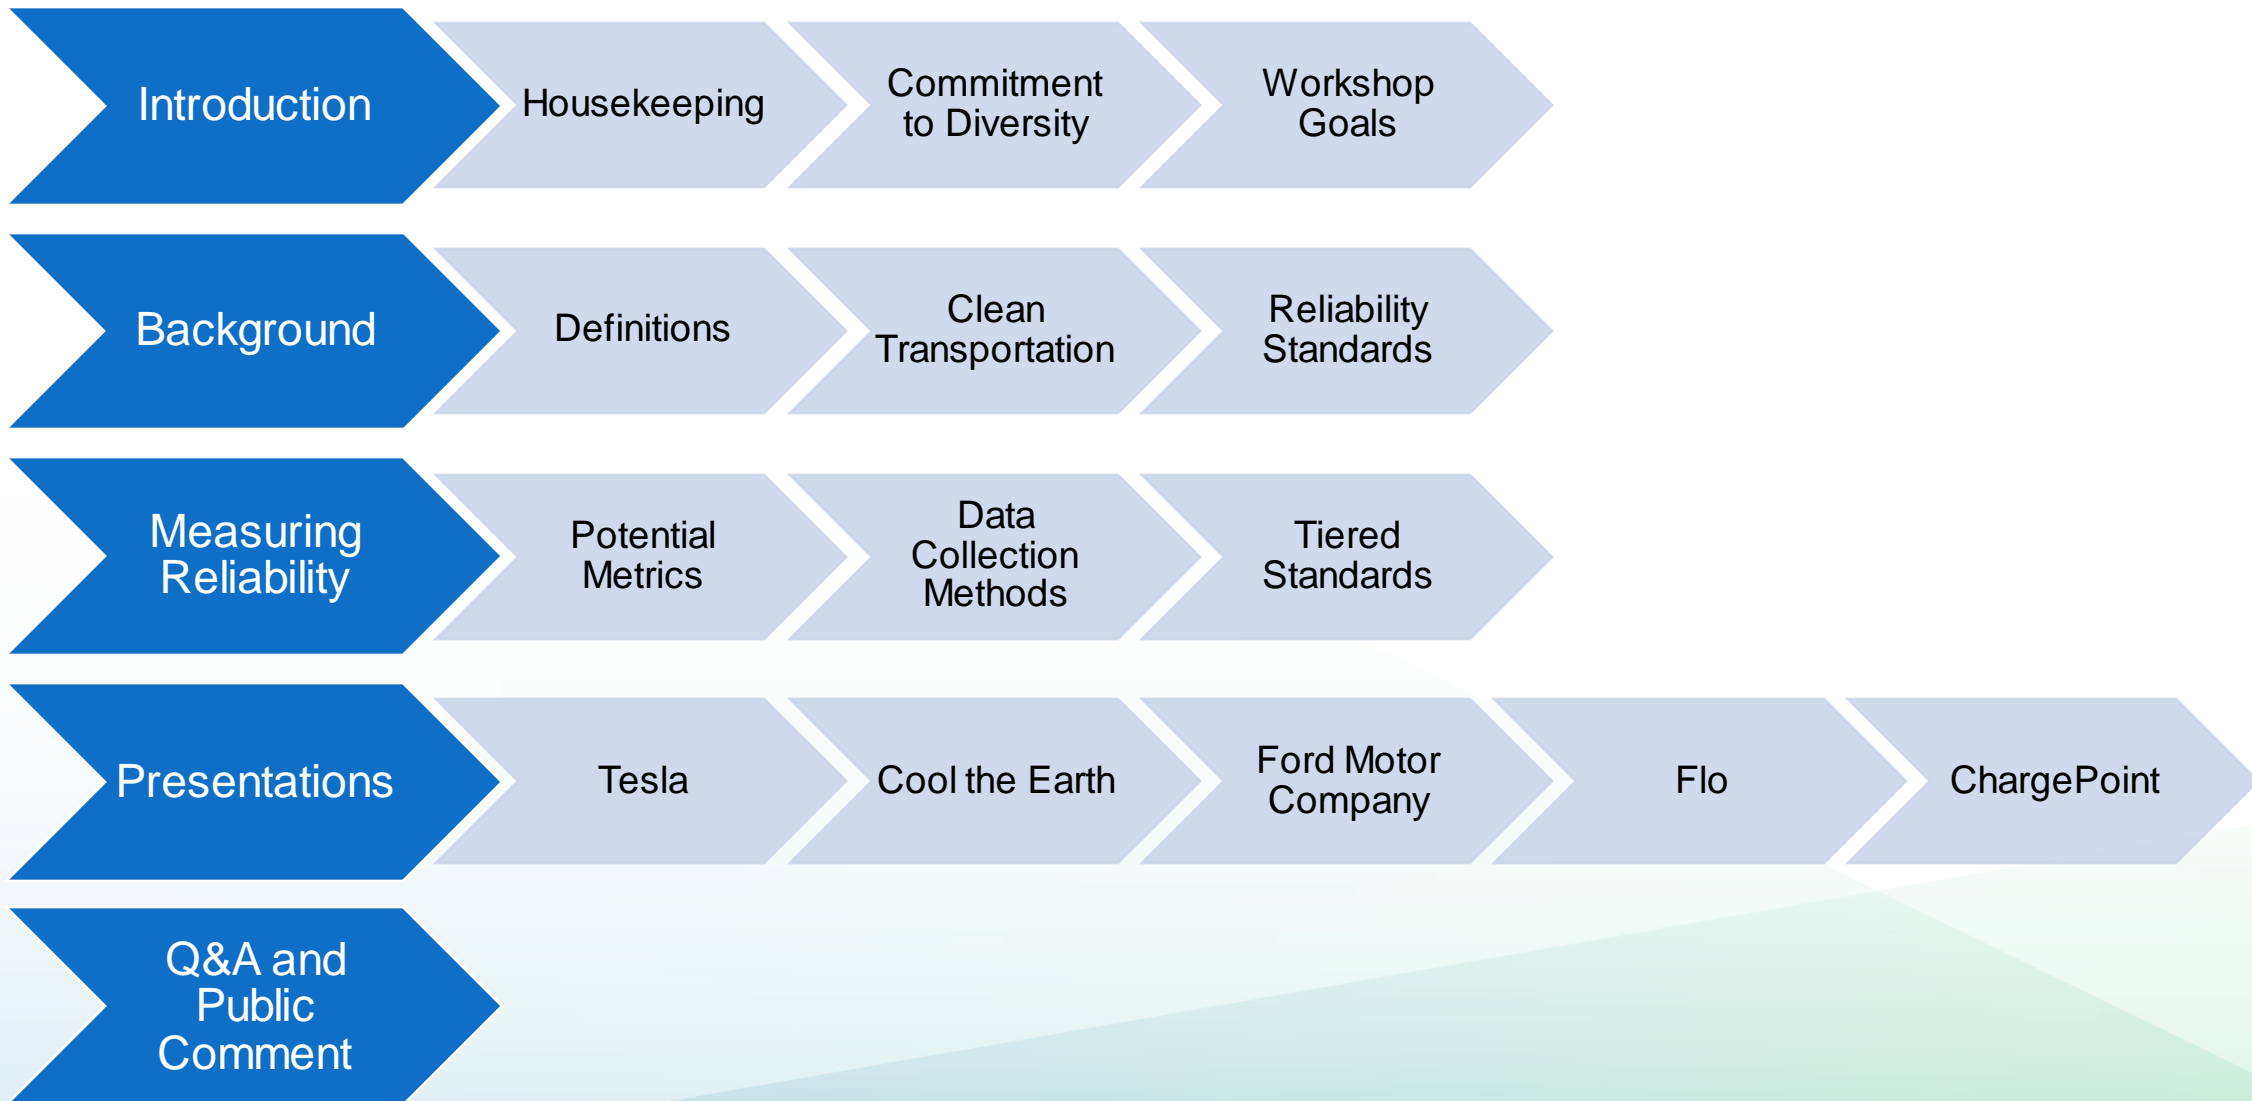 Introduction
Housekeeping
Commitment
to Diversity
Workshop
Goals
Background
Definitions
Clean
Transportation
Reliability
Standards
Measuring
Reliability
Potential
Metrics
Data
Collection
Methods
Tiered
Standards
Presentations
Tesla
Cool the Earth
Ford Motor
Company
Flo
ChargePoint
Q&A and
Public
Comment